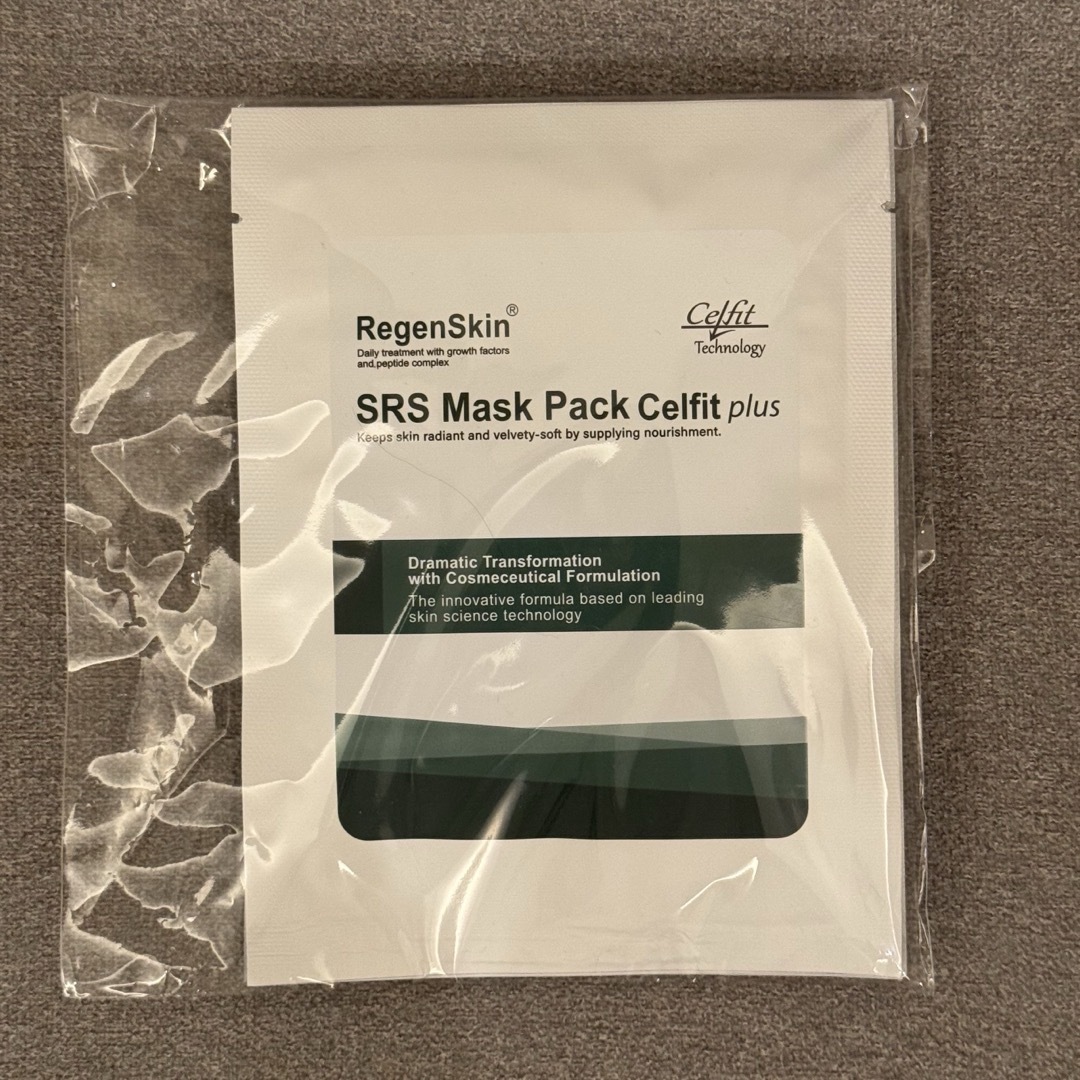 RegenSkin®
Daily treatment with growth factors
and peptide complex
Celfit
Technology
SRS Mask Pack Celfit plus
Keeps skin radiant and velvety-soft by supplying nourishment.
Dramatic Transformation
with Cosmeceutical Formulation
The innovative formula based on leading
skin science technology